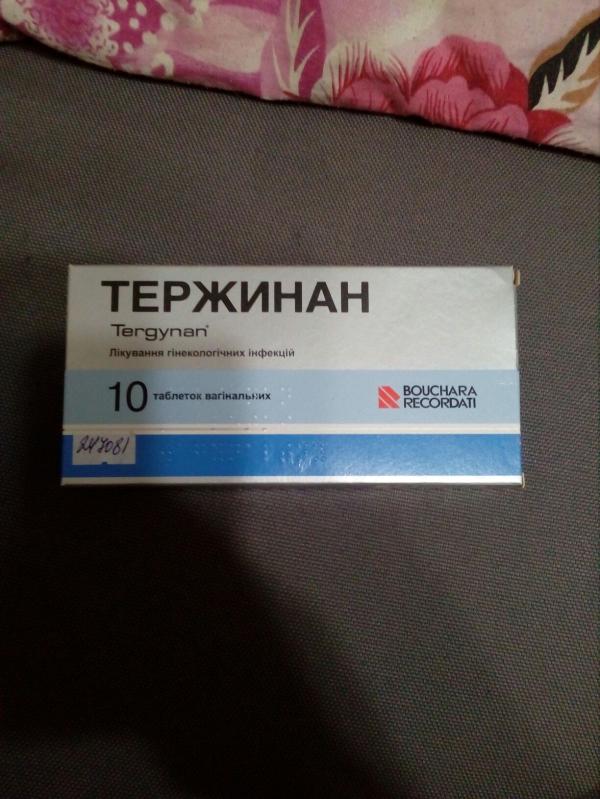 ТЕРЖИНАН
Tergynan®
Лікування гінекологічних інфекцій
10 таблеток вагінальних
BOUCHARA
RECORDATI
247081